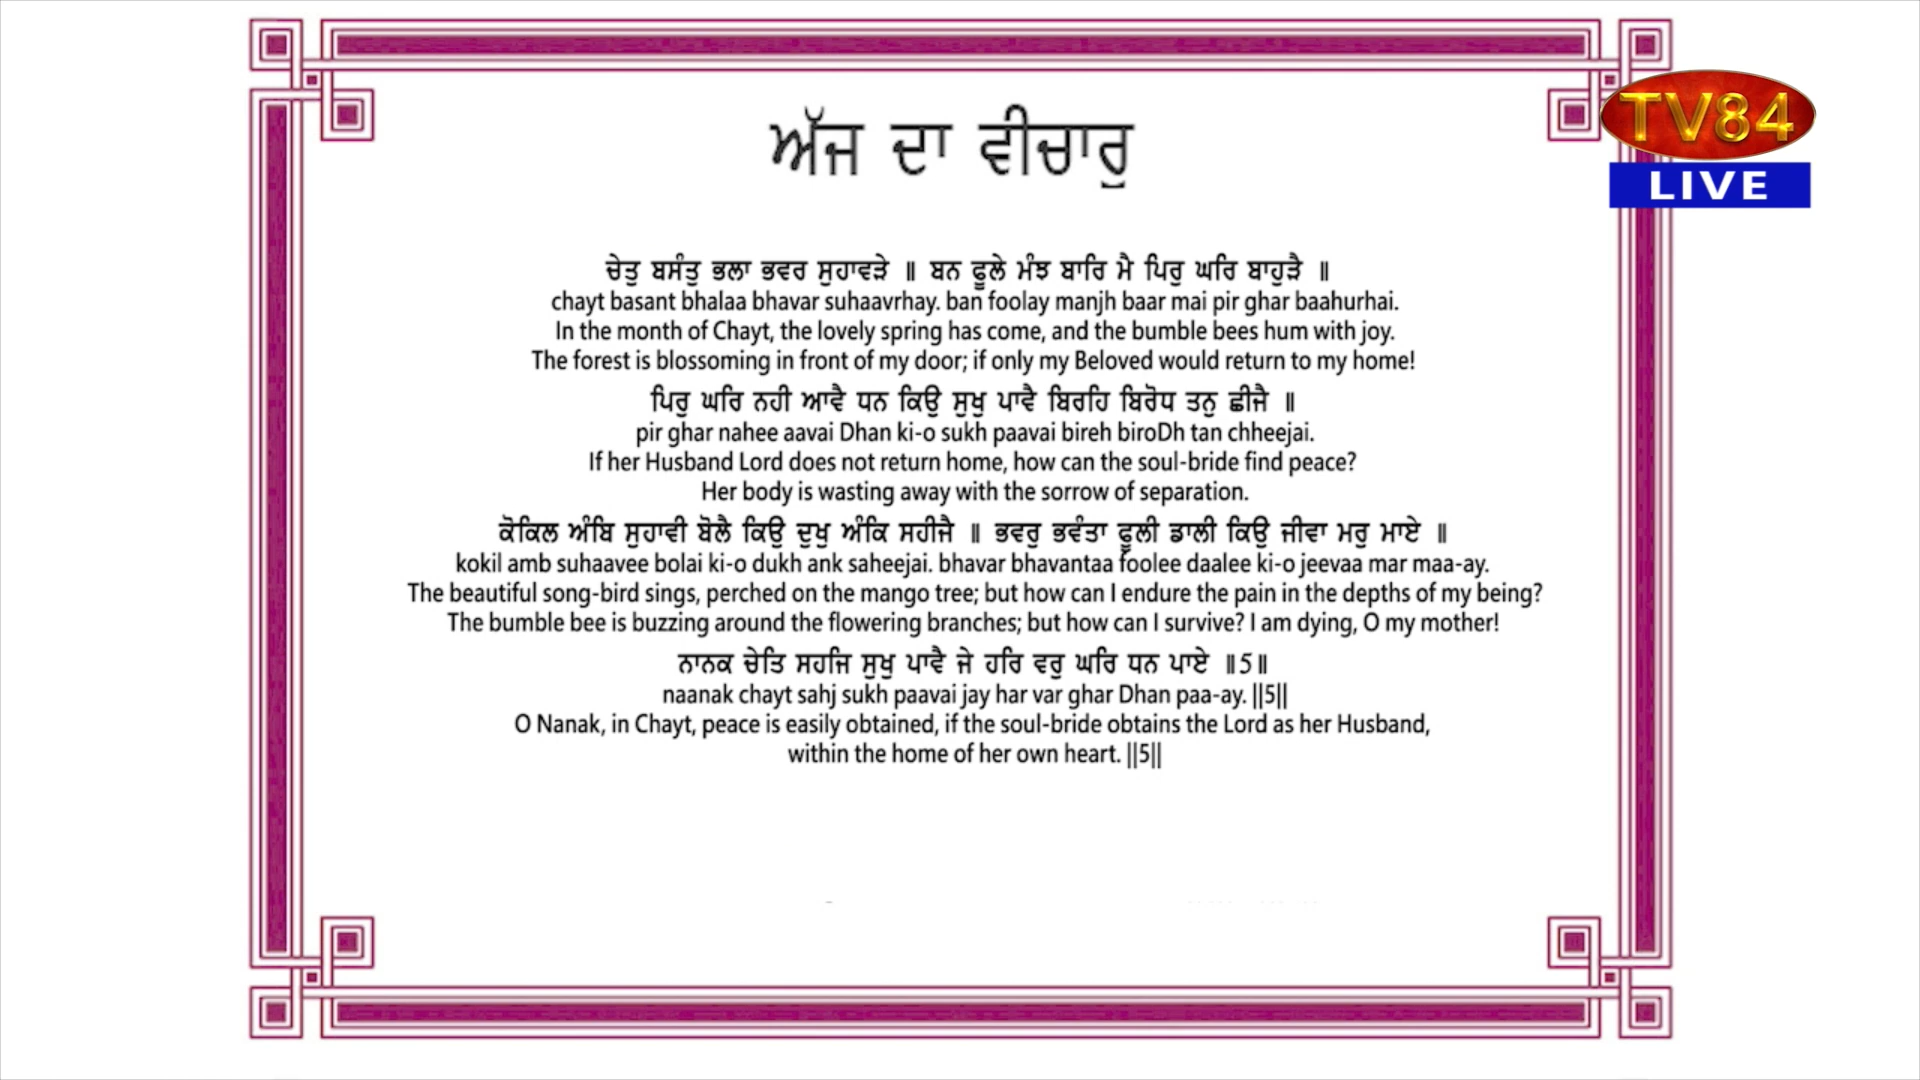 ਅੱਜ ਦਾ ਵੀਚਾਰੁ
TV84
LIVE
ਚੇਤੁ ਬਸੰਤੁ ਭਲਾ ਭਵਰ ਸੁਹਾਵੜੇ ॥ ਬਨ ਫੂਲੇ ਮੰਝ ਬਾਰਿ ਮੈ ਪਿਰੁ ਘਰਿ ਬਾਹੁੜੈ ॥
chayt basant bhalaa bhavar suhaavrhay. ban foolay manjh baar mai pir ghar baahurhai.
In the month of Chayt, the lovely spring has come, and the bumble bees hum with joy.
The forest is blossoming in front of my door; if only my Beloved would return to my home!
ਪਿਰੁ ਘਰਿ ਨਹੀ ਆਵੈ ਧਨ ਕਿਉ ਸੁਖੁ ਪਾਵੈ ਬਿਰਹਿ ਬਿਰੋਧ ਤਨੁ ਛੀਜੈ ॥
pir ghar nahee aavai Dhan ki-o sukh paavai bireh biroDh tan chheejai.
If her Husband Lord does not return home, how can the soul-bride find peace?
Her body is wasting away with the sorrow of separation.
ਕੋਕਿਲ ਅੰਬਿ ਸੁਹਾਵੀ ਬੋਲੈ ਕਿਉ ਦੁਖੁ ਅੰਕਿ ਸਹੀਜੈ ॥ ਭਵਰੁ ਭਵੰਤਾ ਫੂਲੀ ਡਾਲੀ ਕਿਉ ਜੀਵਾ ਮਰੁ ਮਾਏ ॥
kokil amb suhaavee bolai ki-o dukh ank saheejai. bhavar bhavantaa foolee daalee ki-o jeevaa mar maa-ay.
The beautiful song-bird sings, perched on the mango tree; but how can I endure the pain in the depths of my being?
The bumble bee is buzzing around the flowering branches; but how can I survive? I am dying, O my mother!
ਨਾਨਕ ਚੇਤਿ ਸਹਜਿ ਸੁਖੁ ਪਾਵੈ ਜੇ ਹਰਿ ਵਰੁ ਘਰਿ ਧਨ ਪਾਏ ॥5॥
naanak chayt sahj sukh paavai jay har var ghar Dhan paa-ay. ||5||
O Nanak, in Chayt, peace is easily obtained, if the soul-bride obtains the Lord as her Husband,
within the home of her own heart. ||5||